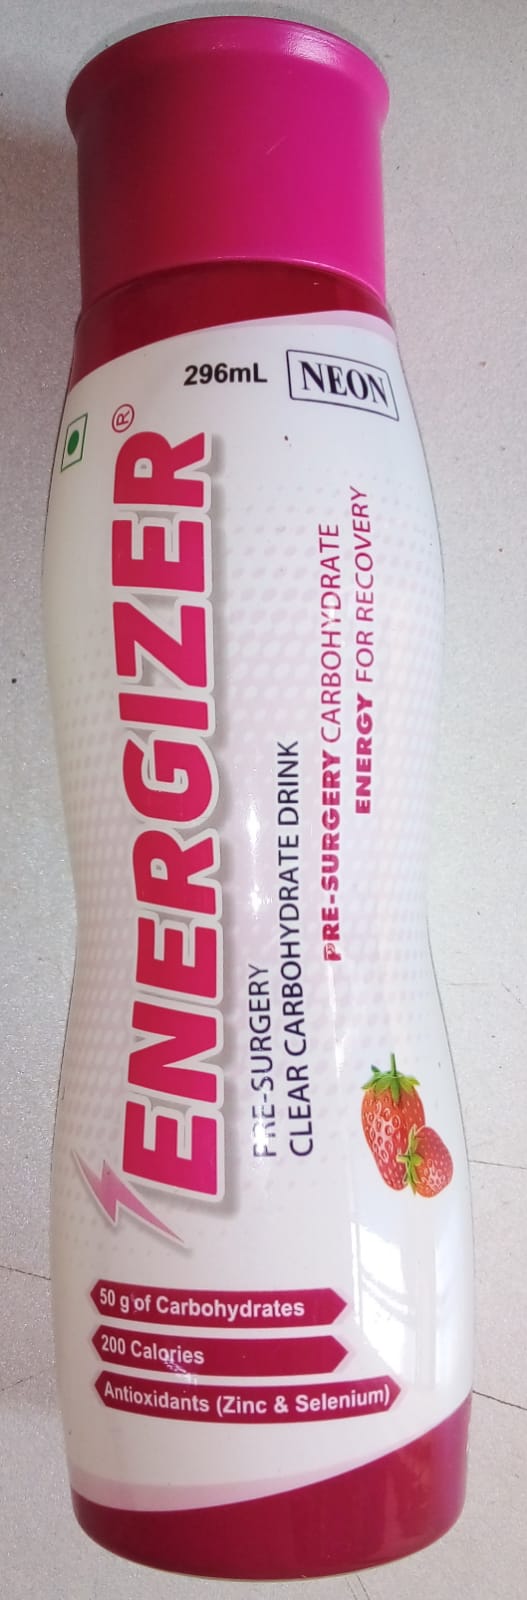 296mL
NEON
ENERGIZER®
PRE-SURGERY
CLEAR CARBOHYDRATE DRINK
PRE-SURGERY CARBOHYDRATE
ENERGY FOR RECOVERY
50 g of Carbohydrates
200 Calories
Antioxidants (Zinc & Selenium)